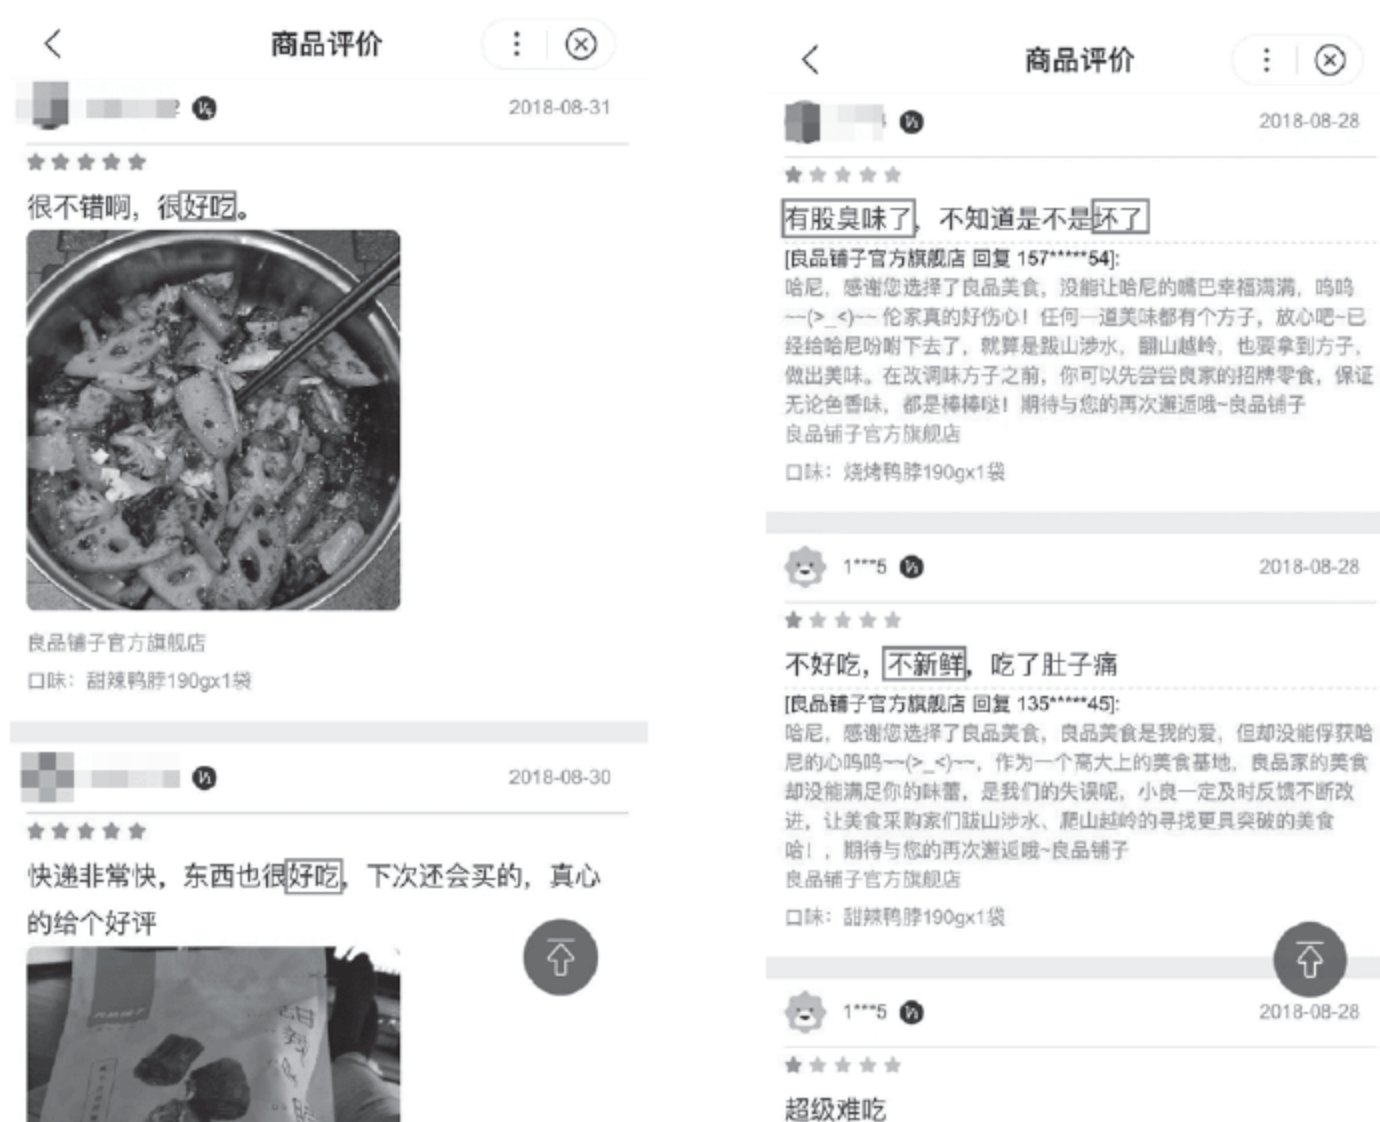 商品评价
2018-08-31
很不错啊，很好吃。
良品铺子官方旗舰店
口味：甜辣鸭脖190gx1袋
2018-08-30
快递非常快，东西也很好吃，下次还会买的，真心
的给个好评
商品评价
2018-08-28
有股臭味了，不知道是不是坏了
[良品铺子官方旗舰店 回复 157*****54]:
哈尼，感谢您选择了良品美食，没能让哈尼的嘴巴幸福满满，呜呜
~~(>_<)~~ 伦家真的好伤心！任何一道美味都有个方子，放心吧~已
经给哈尼吩咐下去了，就算是跋山涉水，翻山越岭，也要拿到方子，
做出美味。在改调味方子之前，你可以先尝尝良家的招牌零食，保证
无论色香味，都是棒棒哒！期待与您的再次邂逅哦~良品铺子
良品铺子官方旗舰店
口味：烧烤鸭脖190gx1袋
1***5
2018-08-28
不好吃，不新鲜，吃了肚子痛
[良品铺子官方旗舰店 回复 135*****45]:
哈尼，感谢您选择了良品美食，良品美食是我的爱，但却没能俘获哈
尼的心呜呜~~(>_<)~~，作为一个高大上的美食基地，良品家的美食
却没能满足你的味蕾，是我们的失误呢，小良一定及时反馈不断改
进，让美食采购家们跋山涉水、爬山越岭的寻找更具突破的美食
哈！，期待与您的再次邂逅哦~良品铺子
良品铺子官方旗舰店
口味：甜辣鸭脖190gx1袋
1***5
2018-08-28
超级难吃